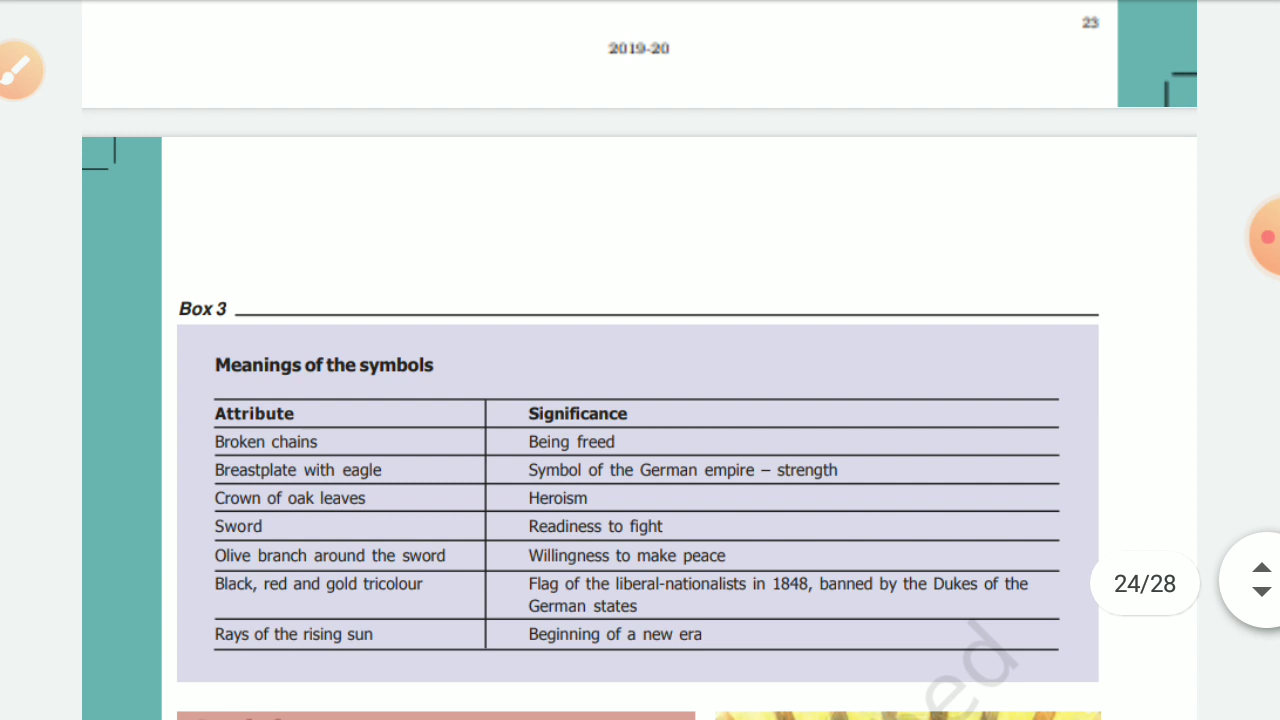 23
2019-20
Box 3
Meanings of the symbols
Attribute Significance
Broken chains Being freed
Breastplate with eagle Symbol of the German empire – strength
Crown of oak leaves Heroism
Sword Readiness to fight
Olive branch around the sword Willingness to make peace
Black, red and gold tricolour Flag of the liberal-nationalists in 1848, banned by the Dukes of the
German states
Rays of the rising sun Beginning of a new era
24/28